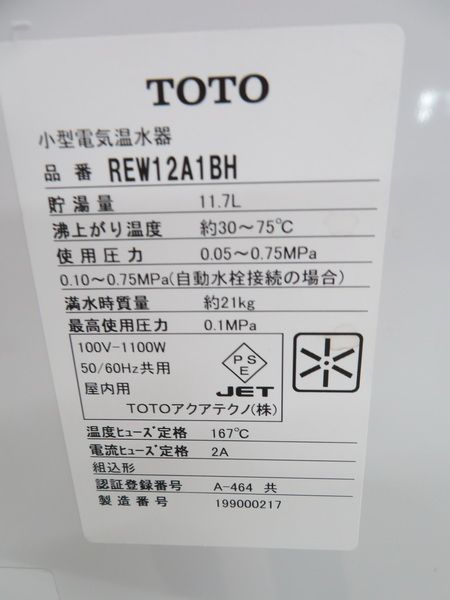 TOTO
小型電気温水器
品 番 REW12A1BH
貯湯量 11.7L
沸上がり温度 約30〜75℃
使用圧力 0.05〜0.75MPa
0.10〜0.75MPa(自動水栓接続の場合)
満水時質量 約21kg
最高使用圧力 0.1MPa
100V-1100W
50/60Hz共用
屋内用
PSE
JET
TOTOアクアテクノ(株)
温度ヒューズ定格 167℃
電流ヒューズ定格 2A
組込形
認証登録番号 A-464 共
製造番号 199000217